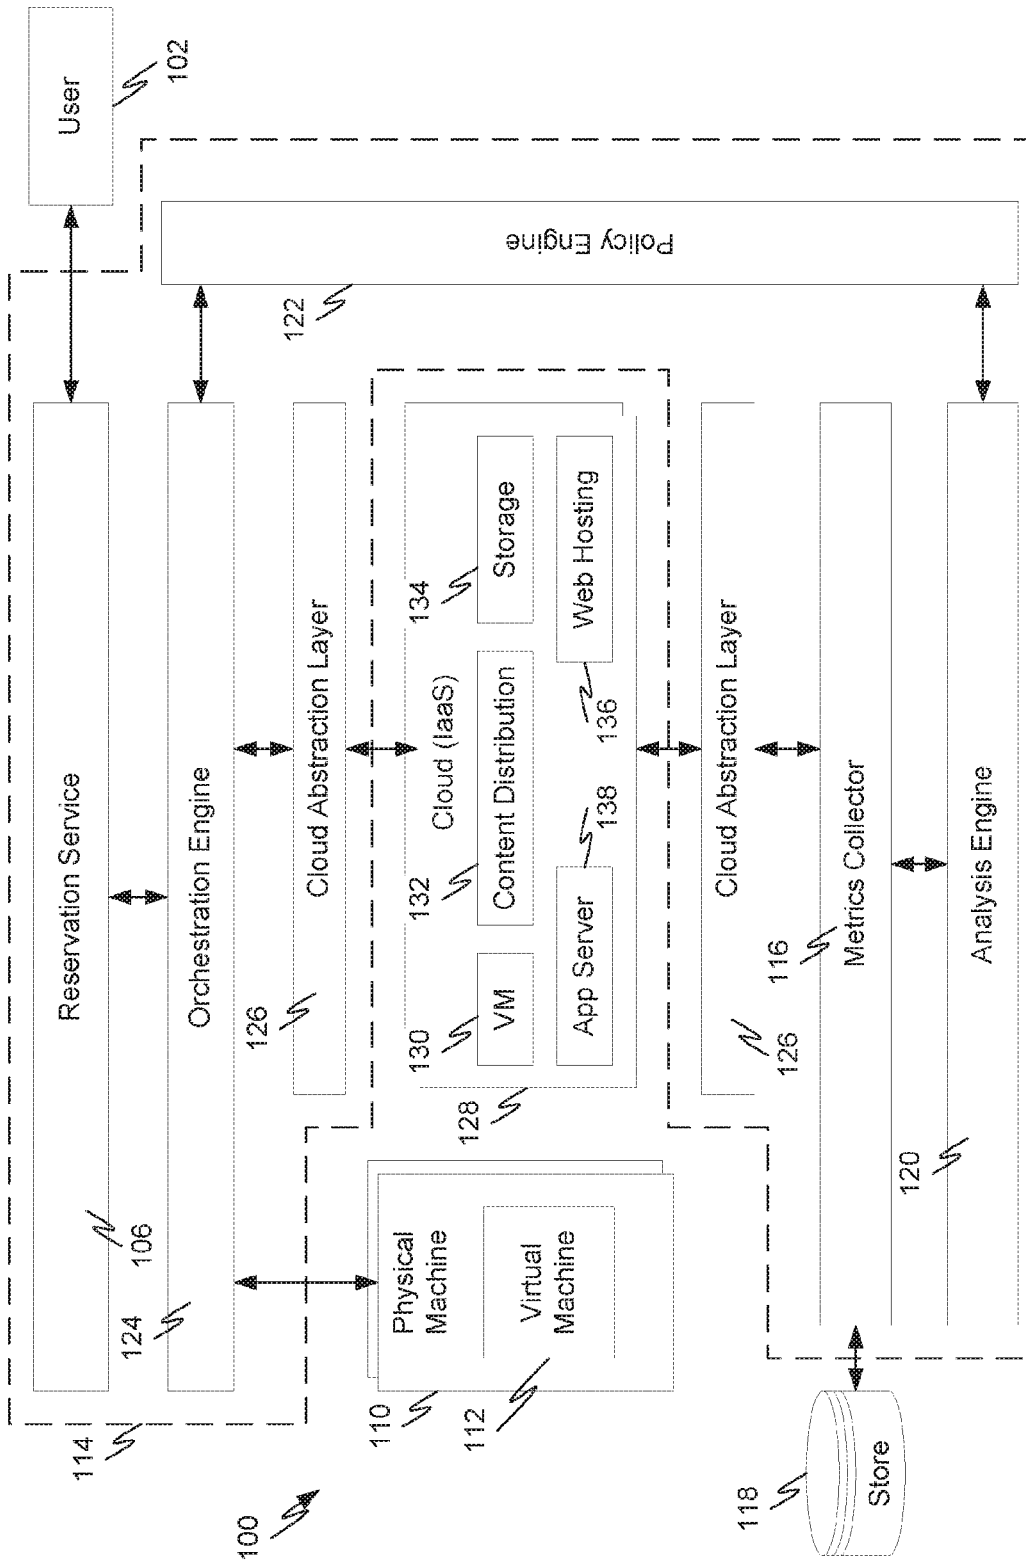 Reservation Service
User
114
106
124
102
Orchestration Engine
100
126
122
Cloud Abstraction Layer
110
Physical
Machine
130
132
134
Cloud (IaaS)
128
112
VM
Content Distribution
Storage
Virtual
Machine
App Server
Web Hosting
138
136
Policy Engine
Cloud Abstraction Layer
118
126
116
Store
Metrics Collector
120
Analysis Engine